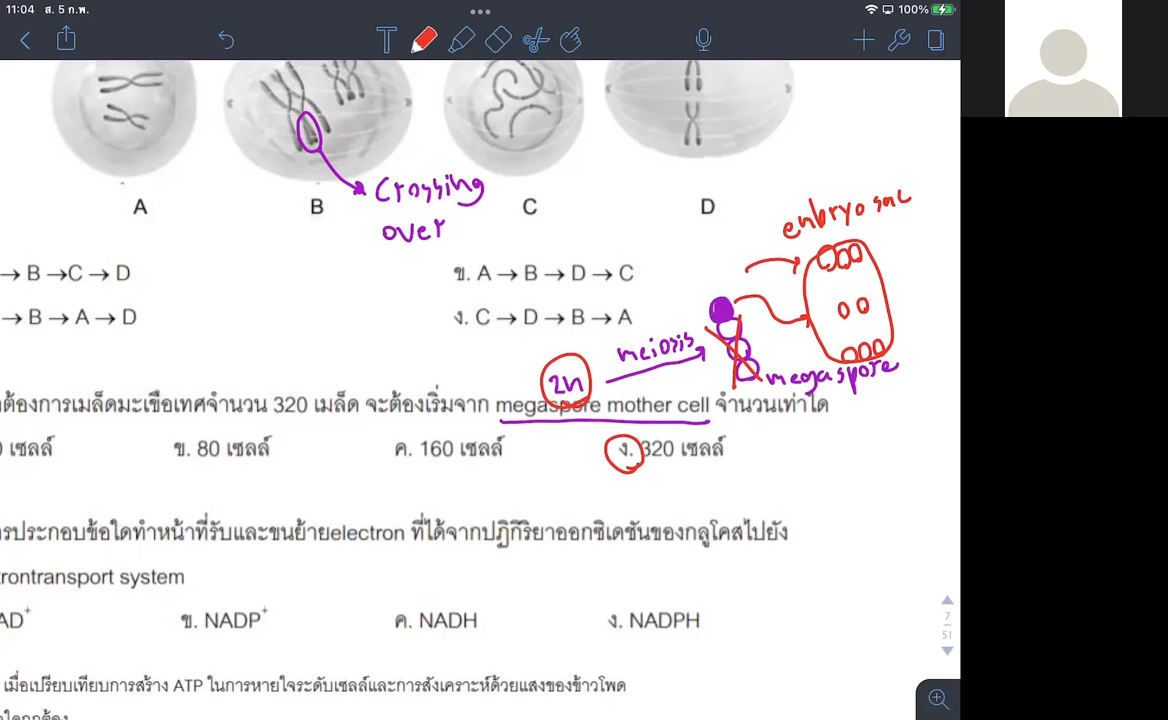 11:04 ส. 5 ก.พ.
100%
Crossing
over
A
B
C
D
embryo sac
→ B →C → D
ข. A → B → D → C
→ B → A → D
ง. C → D → B → A
meiosis
2n
megaspore
ต้องการเมล็ดมะเขือเทศจำนวน 320 เมล็ด จะต้องเริ่มจาก megaspore mother cell จำนวนเท่าใด
0 เซลล์
ข. 80 เซลล์
ค. 160 เซลล์
ง. 320 เซลล์
ารประกอบข้อใดทำหน้าที่รับและขนย้ายelectron ที่ได้จากปฏิกิริยาออกซิเดชันของกลูโคสไปยัง
trontransport system
AD+
ข. NADP+
ค. NADH
ง. NADPH
7
51
เมื่อเปรียบเทียบการสร้าง ATP ในการหายใจระดับเซลล์และการสังเคราะห์ด้วยแสงของข้าวโพด